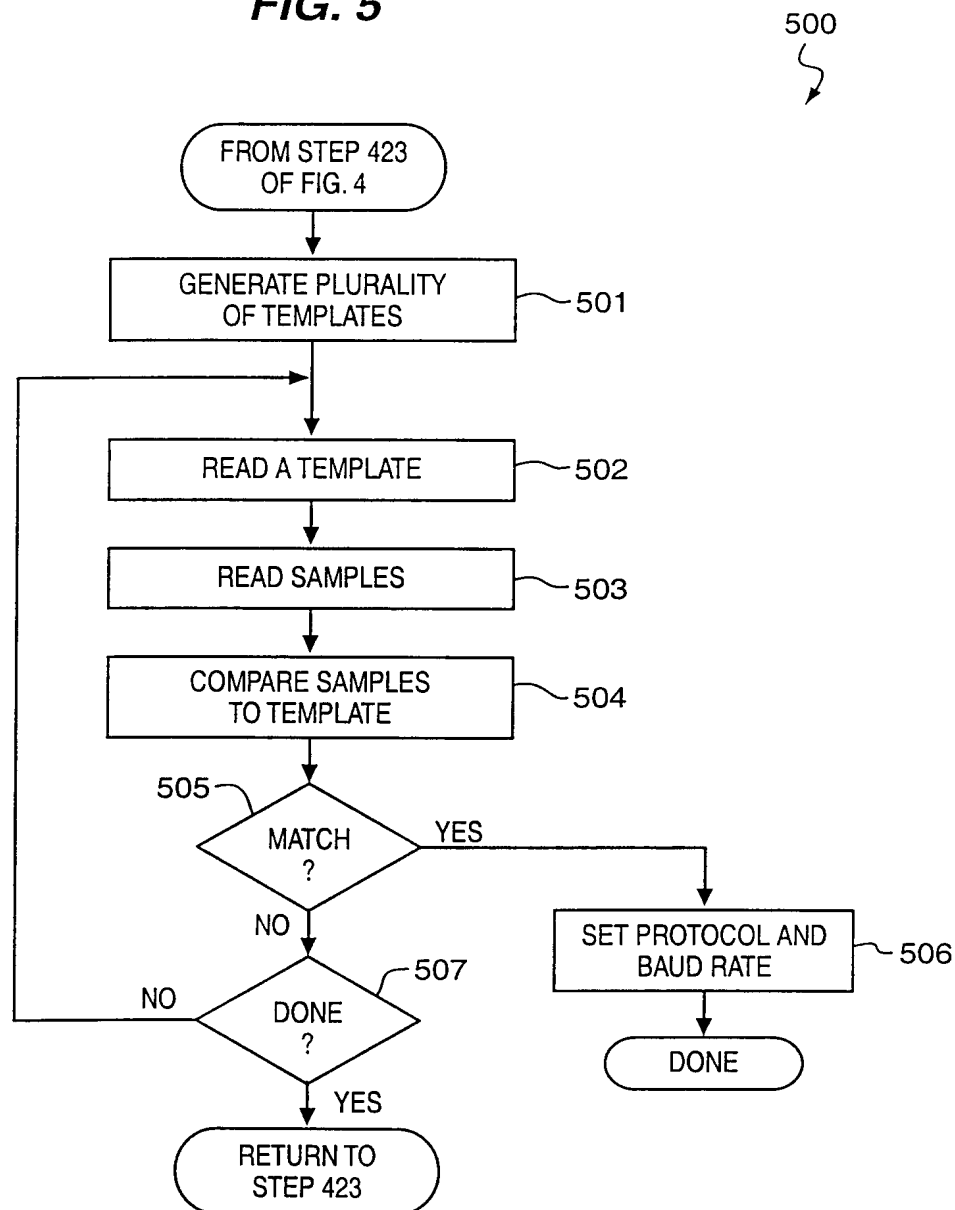 FIG. 5
500
FROM STEP 423
OF FIG. 4
GENERATE PLURALITY
OF TEMPLATES
501
READ A TEMPLATE
502
READ SAMPLES
503
COMPARE SAMPLES
TO TEMPLATE
504
505
MATCH
?
YES
NO
SET PROTOCOL AND
BAUD RATE
506
507
NO
DONE
?
DONE
YES
RETURN TO
STEP 423